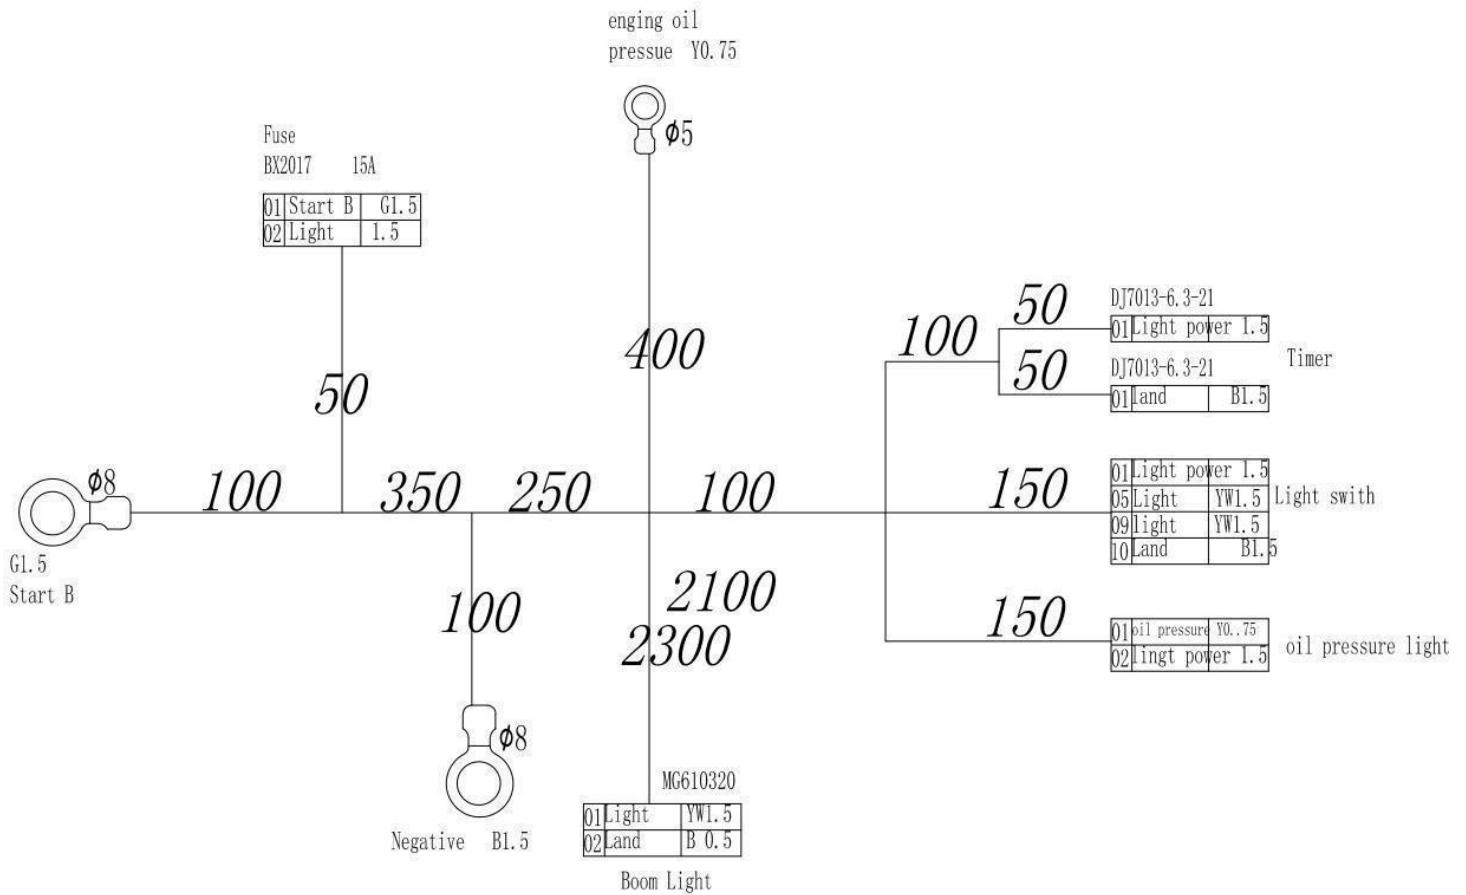 enging oil
pressue Y0.75
ϕ5
Fuse
BX2017 15A
01 Start B G1.5
02 Light 1.5
400
50
100
50
50
DJ7013-6.3-21
01 Light power 1.5
DJ7013-6.3-21
01 land B1.5
Timer
ϕ8
100
350
250
100
150
01 Light power 1.5
05 Light YW1.5
09 light YW1.5
10 Land B1.5
Light swith
G1.5
Start B
100
2100
2300
150
01 oil pressure Y0..75
02 lingt power 1.5
oil pressure light
ϕ8
Negative B1.5
MG610320
01 Light YW1.5
02 Land B 0.5
Boom Light